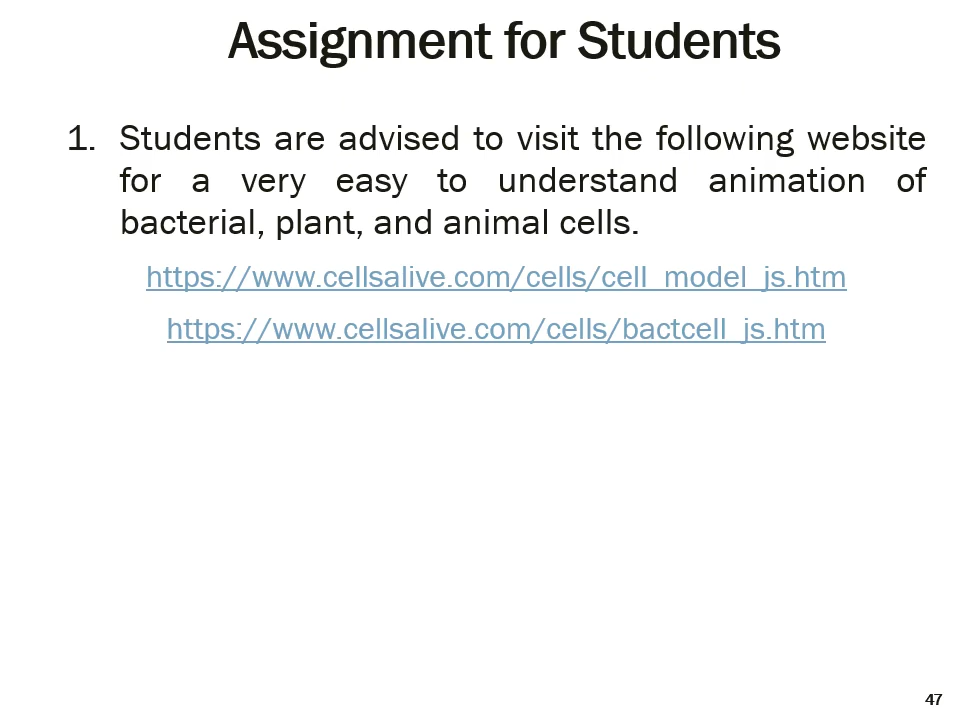 Assignment for Students
1. Students are advised to visit the following website
for a very easy to understand animation of
bacterial, plant, and animal cells.
https://www.cellsalive.com/cells/cell_model_js.htm
https://www.cellsalive.com/cells/bactcell_js.htm
47